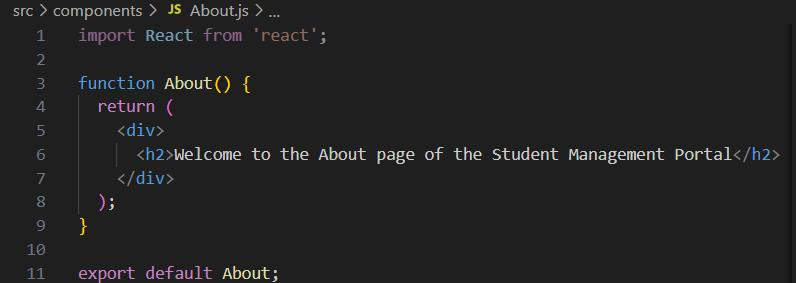 src > components > JS About.js > ...
1 import React from 'react';
2
3 function About() {
4   return (
5     <div>
6       <h2>Welcome to the About page of the Student Management Portal</h2>
7     </div>
8   );
9 }
10
11 export default About;